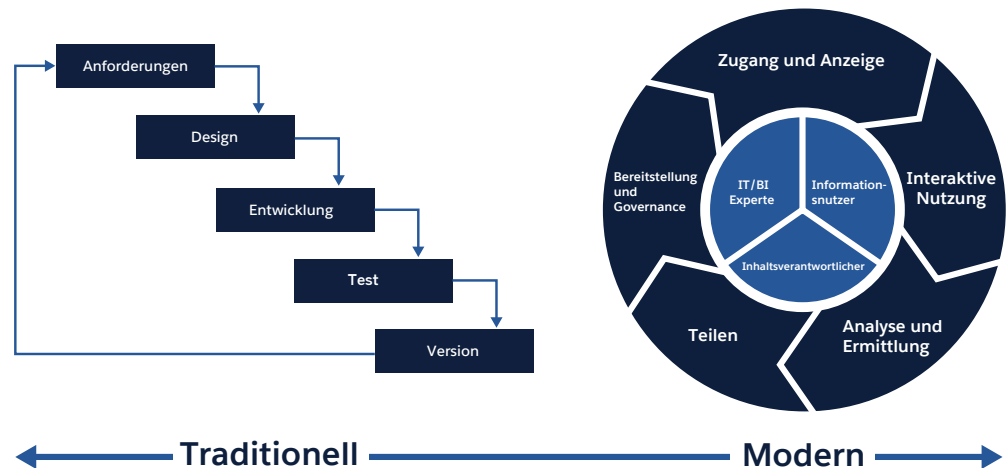 Anforderungen
Design
Entwicklung
Test
Version
Zugang und Anzeige
Interaktive
Nutzung
Analyse und
Ermittlung
Teilen
Bereitstellung
und
Governance
IT/BI
Experte
Information-
snutzer
Inhaltsverantwortlicher
Traditionell
Modern